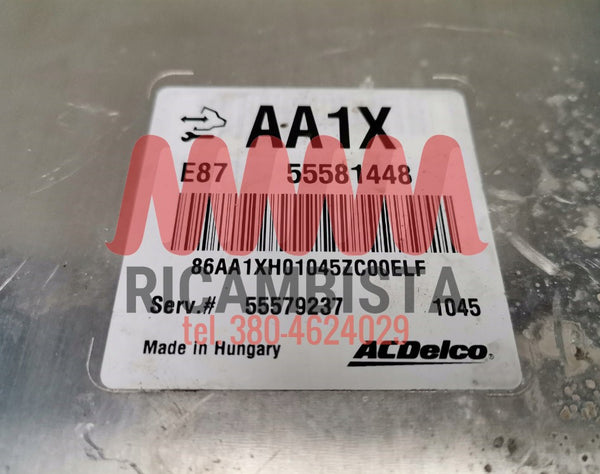 AA1X
E87 55581448
86AA1XH01045ZC00ELF
RICAMBISTA
Serv.# 55579237 1045
tel 380-4624029
Made in Hungary ACDelco